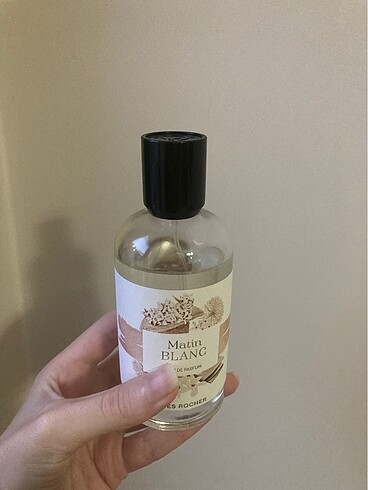 Matin
BLANC
DE PARFUM
ES ROCHER